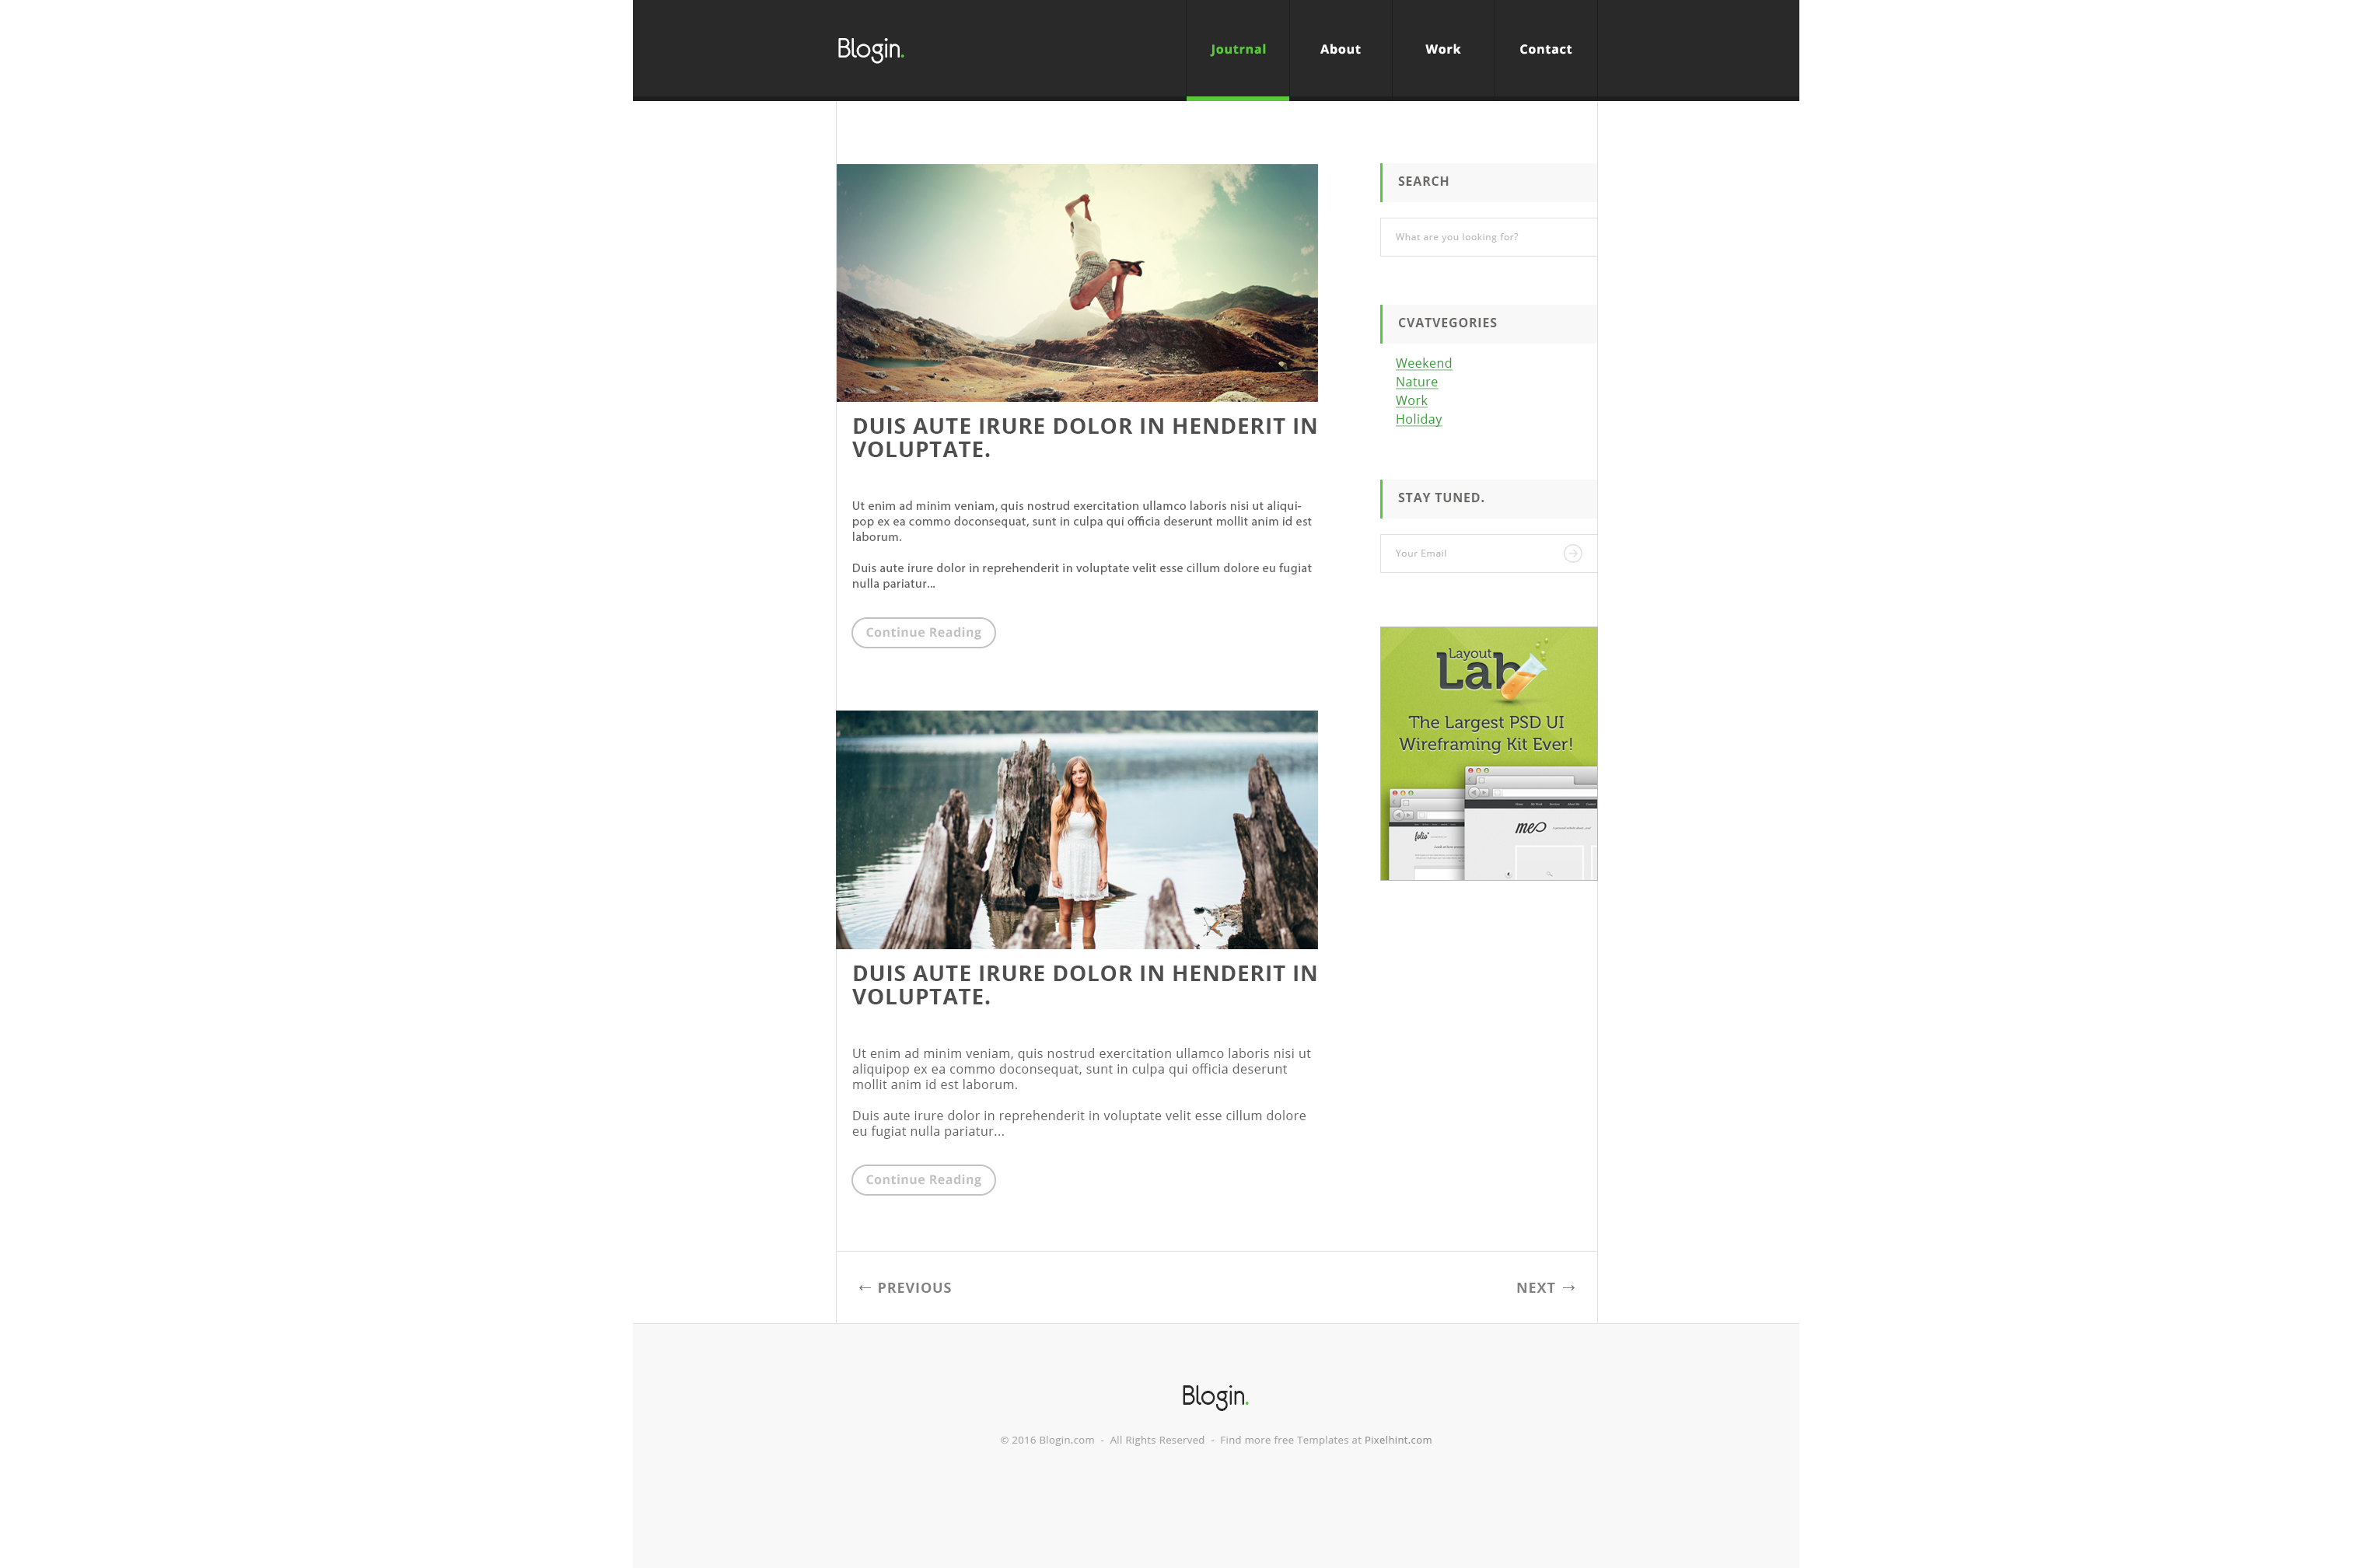 Blogin.
Joutrnal
About
Work
Contact
DUIS AUTE IRURE DOLOR IN HENDERIT IN
VOLUPTATE.
Ut enim ad minim veniam, quis nostrud exercitation ullamco laboris nisi ut aliqui-
pop ex ea commo doconsequat, sunt in culpa qui officia deserunt mollit anim id est
laborum.
Duis aute irure dolor in reprehenderit in voluptate velit esse cillum dolore eu fugiat
nulla pariatur...
Continue Reading
DUIS AUTE IRURE DOLOR IN HENDERIT IN
VOLUPTATE.
Ut enim ad minim veniam, quis nostrud exercitation ullamco laboris nisi ut
aliquipop ex ea commo doconsequat, sunt in culpa qui officia deserunt
mollit anim id est laborum.
Duis aute irure dolor in reprehenderit in voluptate velit esse cillum dolore
eu fugiat nulla pariatur...
Continue Reading
SEARCH
What are you looking for?
CVATVEGORIES
Weekend
Nature
Work
Holiday
STAY TUNED.
Your Email
Layout
Lab
The Largest PSD UI
Wireframing Kit Ever!
folio
meo
← PREVIOUS
NEXT →
Blogin.
© 2016 Blogin.com - All Rights Reserved - Find more free Templates at Pixelhint.com